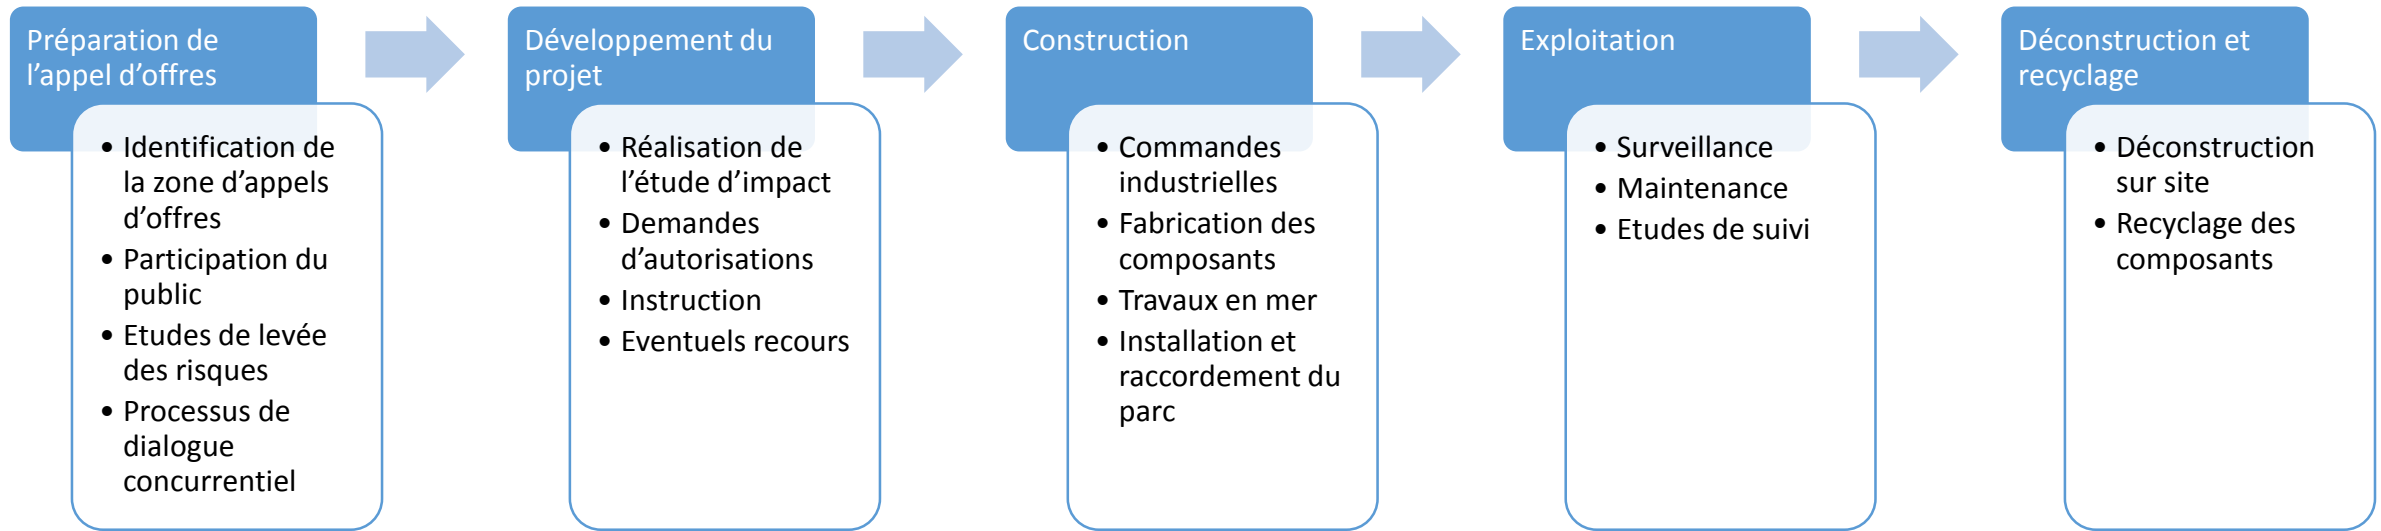 Préparation de
l’appel d’offres
• Identification de
la zone d’appels
d’offres
• Participation du
public
• Etudes de levée
des risques
• Processus de
dialogue
concurrentiel
Développement du
projet
• Réalisation de
l’étude d’impact
• Demandes
d’autorisations
• Instruction
• Eventuels recours
Construction
• Commandes
industrielles
• Fabrication des
composants
• Travaux en mer
• Installation et
raccordement du
parc
Exploitation
• Surveillance
• Maintenance
• Etudes de suivi
Déconstruction et
recyclage
• Déconstruction
sur site
• Recyclage des
composants